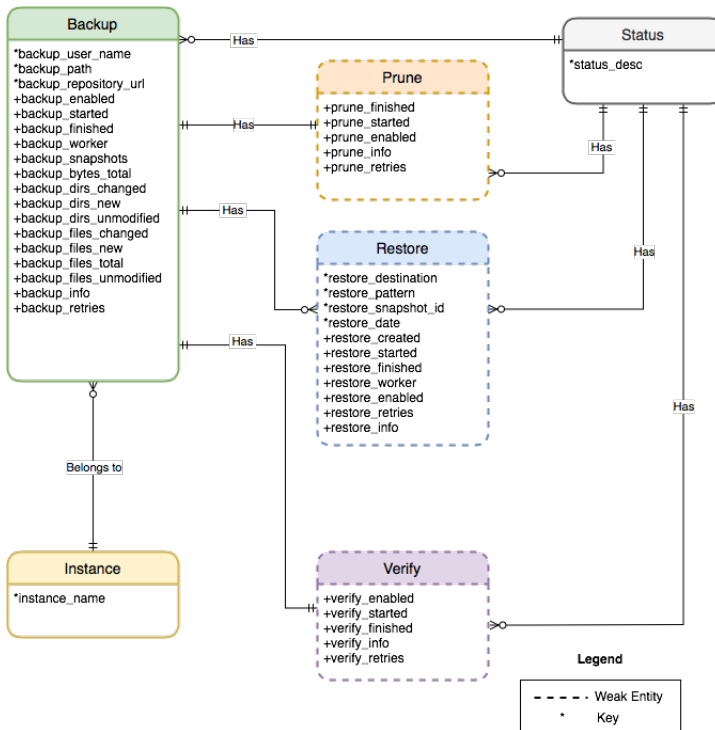 Backup
*backup_user_name
*backup_path
*backup_repository_url
+backup_enabled
+backup_started
+backup_finished
+backup_worker
+backup_snapshots
+backup_bytes_total
+backup_dirs_changed
+backup_dirs_new
+backup_dirs_unmodified
+backup_files_changed
+backup_files_new
+backup_files_total
+backup_files_unmodified
+backup_info
+backup_retries
Has
Status
*status_desc
Has
Prune
+prune_finished
+prune_started
+prune_enabled
+prune_info
+prune_retries
Has
Has
Restore
*restore_destination
*restore_pattern
*restore_snapshot_id
*restore_date
+restore_created
+restore_started
+restore_finished
+restore_worker
+restore_enabled
+restore_retries
+restore_info
Has
Has
Has
Belongs to
Instance
*instance_name
Verify
+verify_enabled
+verify_started
+verify_finished
+verify_info
+verify_retries
Legend
Weak Entity
* Key